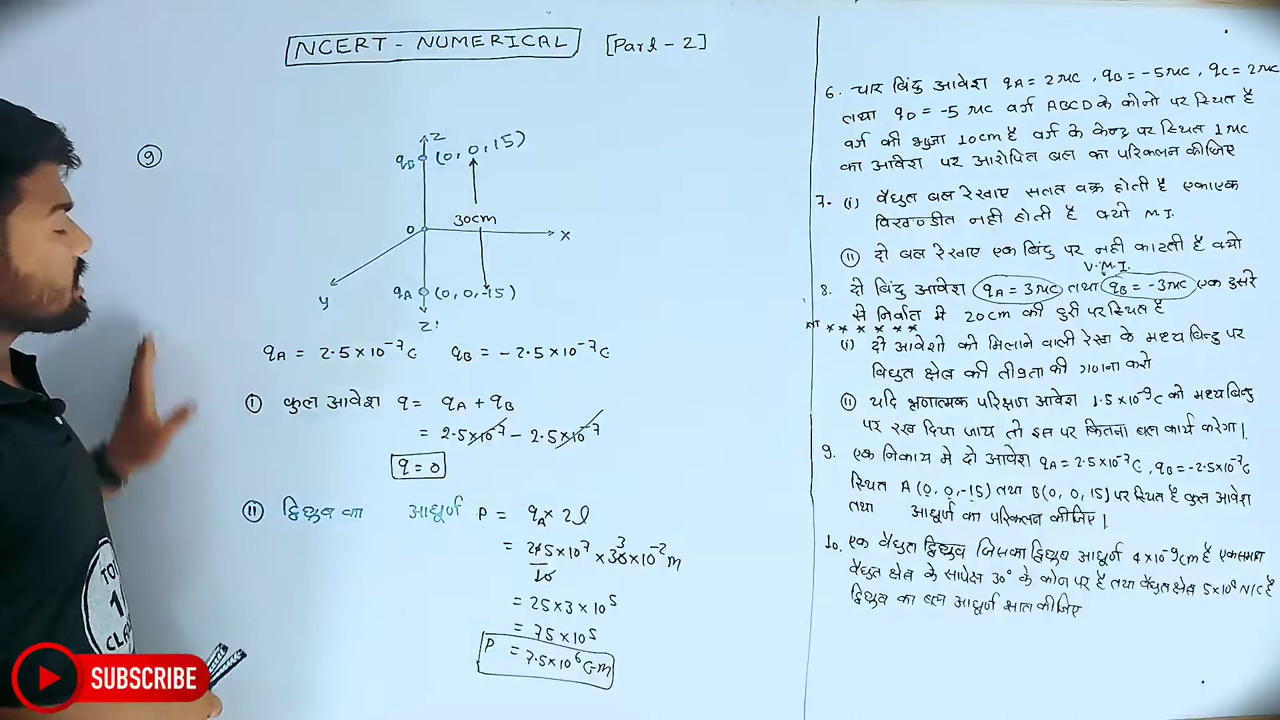 NCERT - NUMERICAL [Part - 2]
9
Z
qB (0, 0, 15)
30cm
O
X
Y
qA (0, 0, -15)
Z'
qA = 2.5×10⁻⁷C qB = -2.5×10⁻⁷C
(i) कुल आवेश q = qA + qB
= 2.5×10⁻⁷ - 2.5×10⁻⁷
q = 0
(ii) द्विध्रुव का आघूर्ण P = qA × 2l
= 25×10⁷ × 30×10⁻² m
10
3
= 25×3×10⁵
= 75×10⁵
P = 7.5×10⁶ C-m
6. चार बिंदु आवेश qA = 2μC, qB = -5μC, qC = 2μC
तथा qD = -5 μC वर्ग ABCD के कोनो पर स्थित है
वर्ग की भुजा 10cm है वर्ग के केन्द्र पर स्थित 1μC
का आवेश पर आरोपित बल का परिकलन कीजिए
7. (i) वैधुत बल रेखाए सतत वक्र होती है एकाएक
विखण्डीत नही होती है क्यो M.I.
(ii) दो बल रेखाए एक बिंदु पर नही काटती है क्यो
V.M.I.
8. दो बिंदु आवेश qA = 3μC तथा qB = -3μC एक दुसरे
से निर्वात मे 20cm की दुरी पर स्थित है
××××××
(i) दो आवेशो को मिलाने वाली रेखा के मध्य बिन्दु पर
विधुत क्षेत्र की तीव्रता की गणना करो
(ii) यदि ऋणात्मक परिक्षण आवेश 1.5×10⁻⁹C को मध्य बिन्दु
पर रख दिया जाय तो इस पर कितना बल कार्य करेगा।
9. एक निकाय मे दो आवेश qA = 2.5×10⁻⁷C, qB = -2.5×10⁻⁷C
स्थित A(0, 0, -15) तथा B(0, 0, 15) पर स्थित है कुल आवेश
तथा आघूर्ण का परिकलन कीजिए।
10. एक वैधुत द्विध्रुव जिसका द्विध्रुव आघूर्ण 4×10⁻⁹cm है एकसमान
वैधुत क्षेत्र के सापेक्ष 30° के कोन पर है तथा वैधुत क्षेत्र 5×10⁴ N/C है
द्विध्रुव का बल आघूर्ण ज्ञात कीजिए
SUBSCRIBE